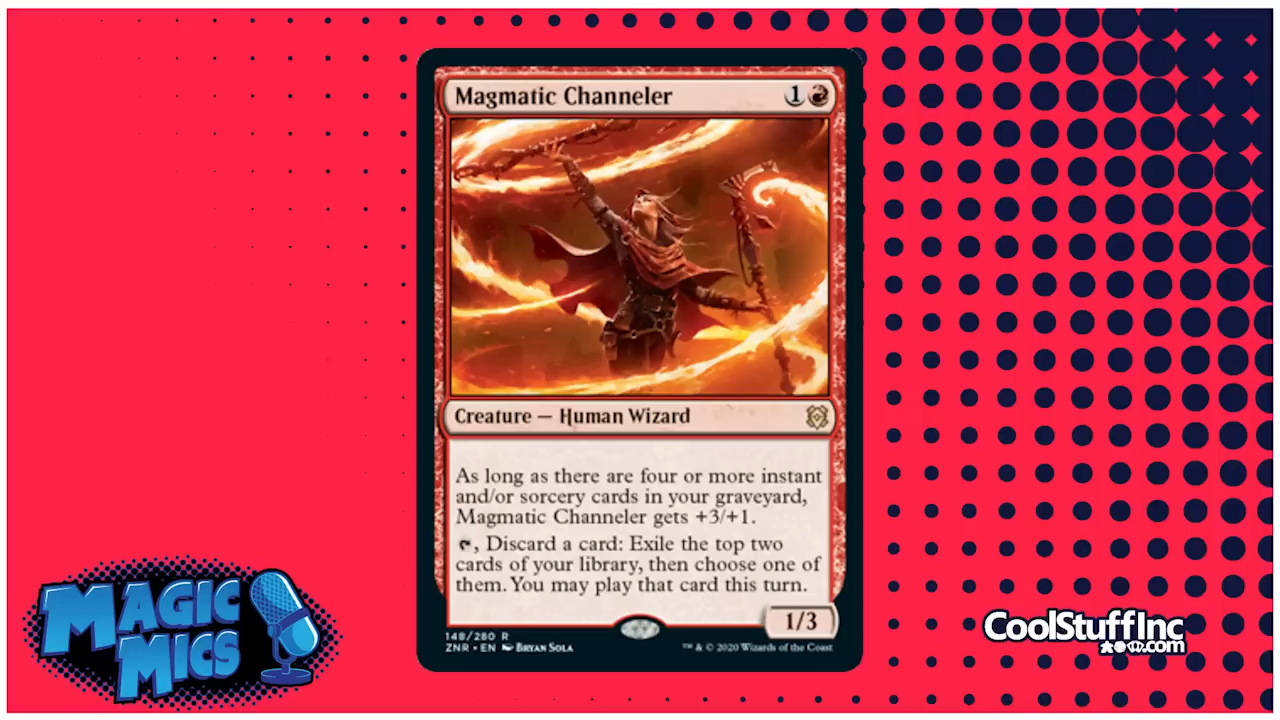 Magmatic Channeler 1
Creature — Human Wizard
As long as there are four or more instant
and/or sorcery cards in your graveyard,
Magmatic Channeler gets +3/+1.
, Discard a card: Exile the top two
cards of your library, then choose one of
them. You may play that card this turn.
1/3
148/280 R
ZNR • EN Bryan Sola
™ & © 2020 Wizards of the Coast
MAGIC
MICS
CoolStuffInc
.com